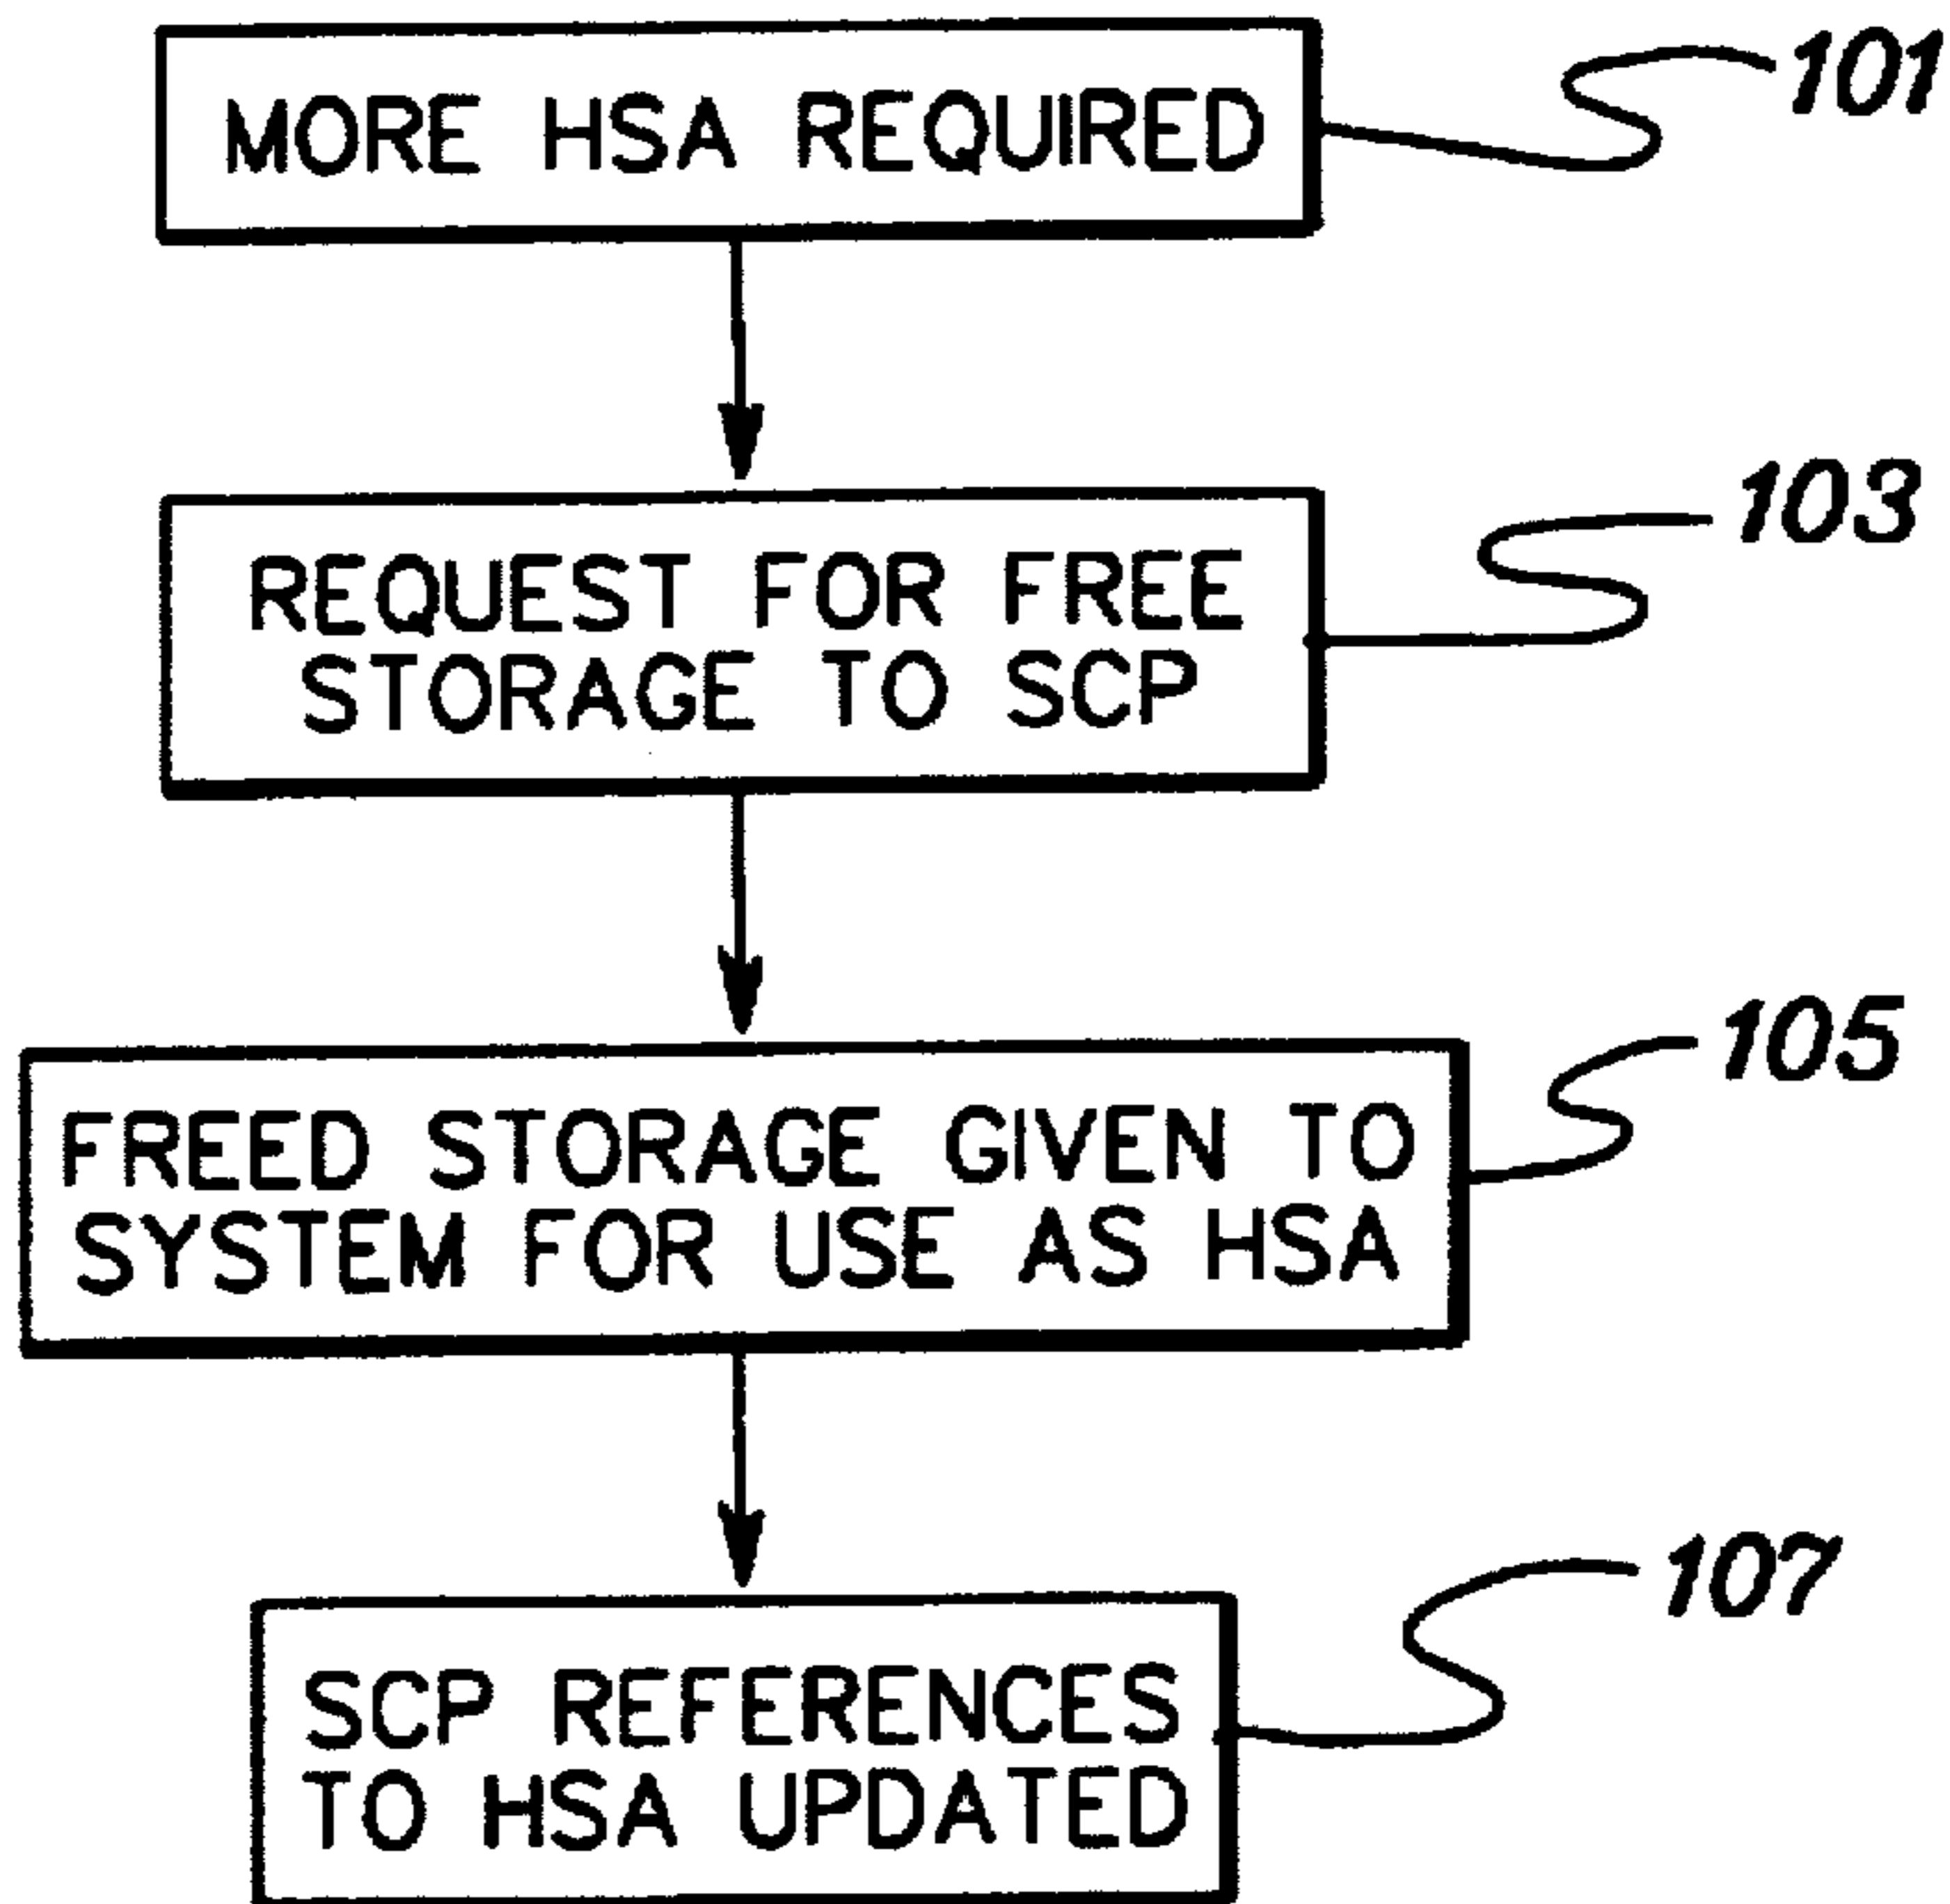 MORE HSA REQUIRED
101
REQUEST FOR FREE
STORAGE TO SCP
103
FREED STORAGE GIVEN TO
SYSTEM FOR USE AS HSA
105
SCP REFERENCES
TO HSA UPDATED
107